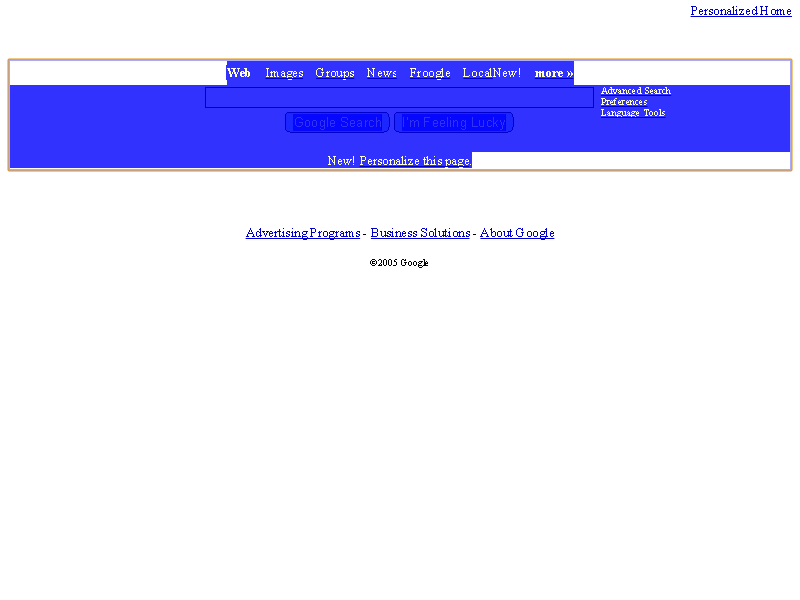 Personalized Home
Web Images Groups News Froogle LocalNew! more »
Advanced Search
Preferences
Language Tools
Google Search I'm Feeling Lucky
New! Personalize this page.
Advertising Programs - Business Solutions - About Google
©2005 Google